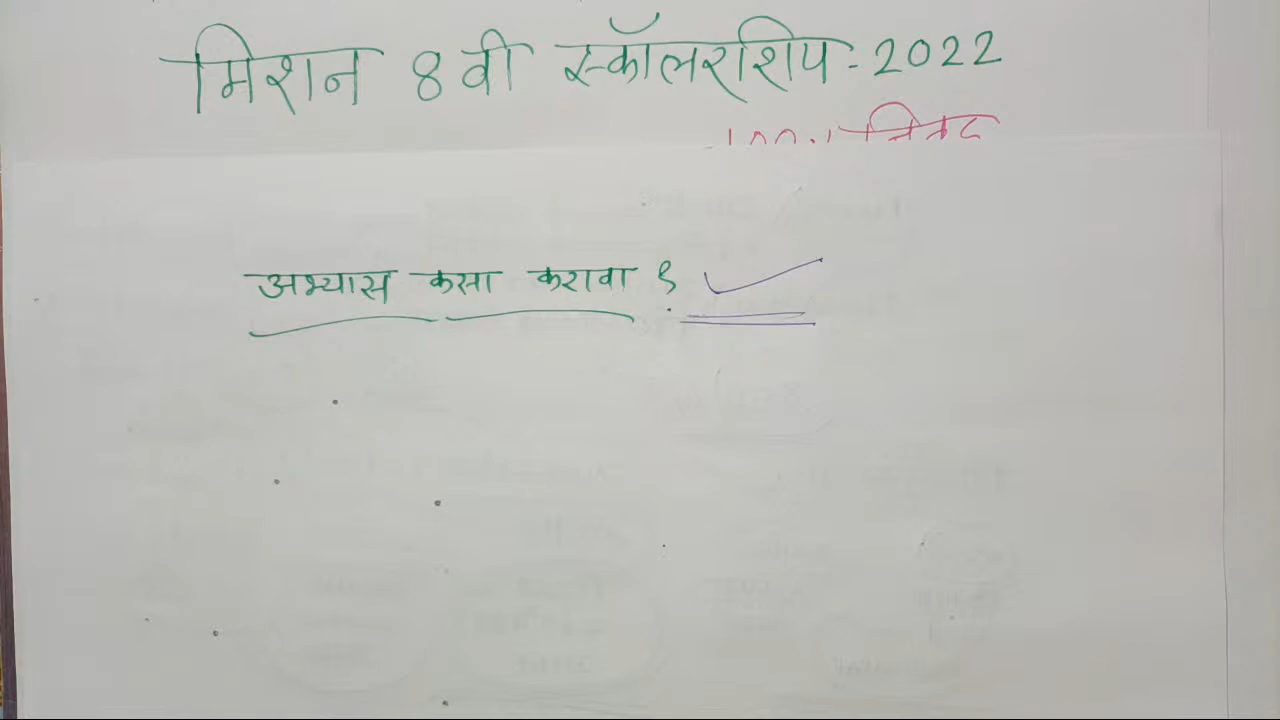 मिशन 8 वी स्कॉलरशिप - 2022
अभ्यास कसा करावा ?